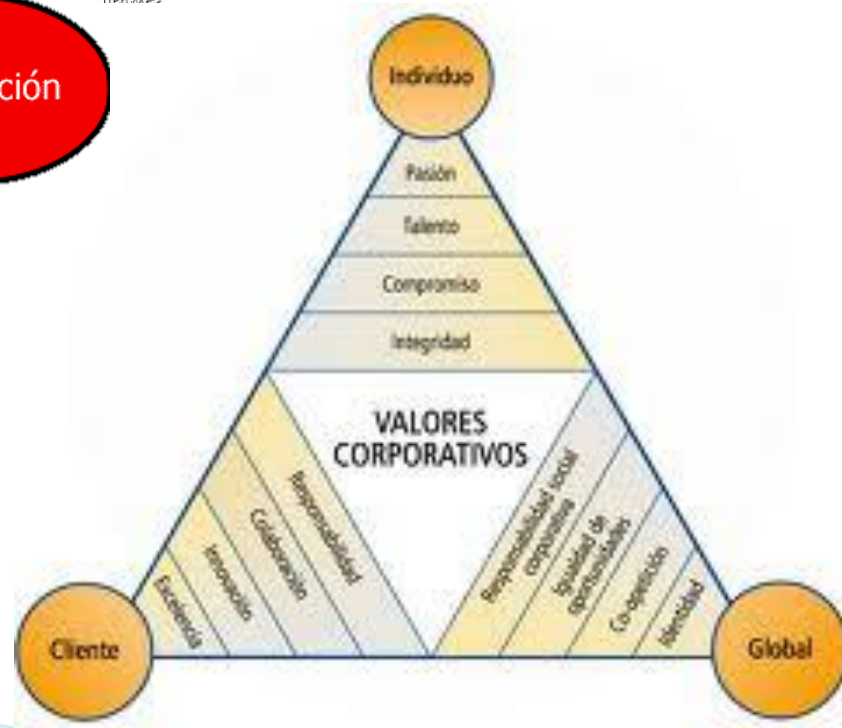 ción
Individuo
Pasión
Talento
Compromiso
Integridad
VALORES
CORPORATIVOS
Responsabilidad
Colaboración
Innovación
Excelencia
Responsabilidad social
corporativa
Igualdad de
oportunidades
Co-opetición
Identidad
Cliente
Global